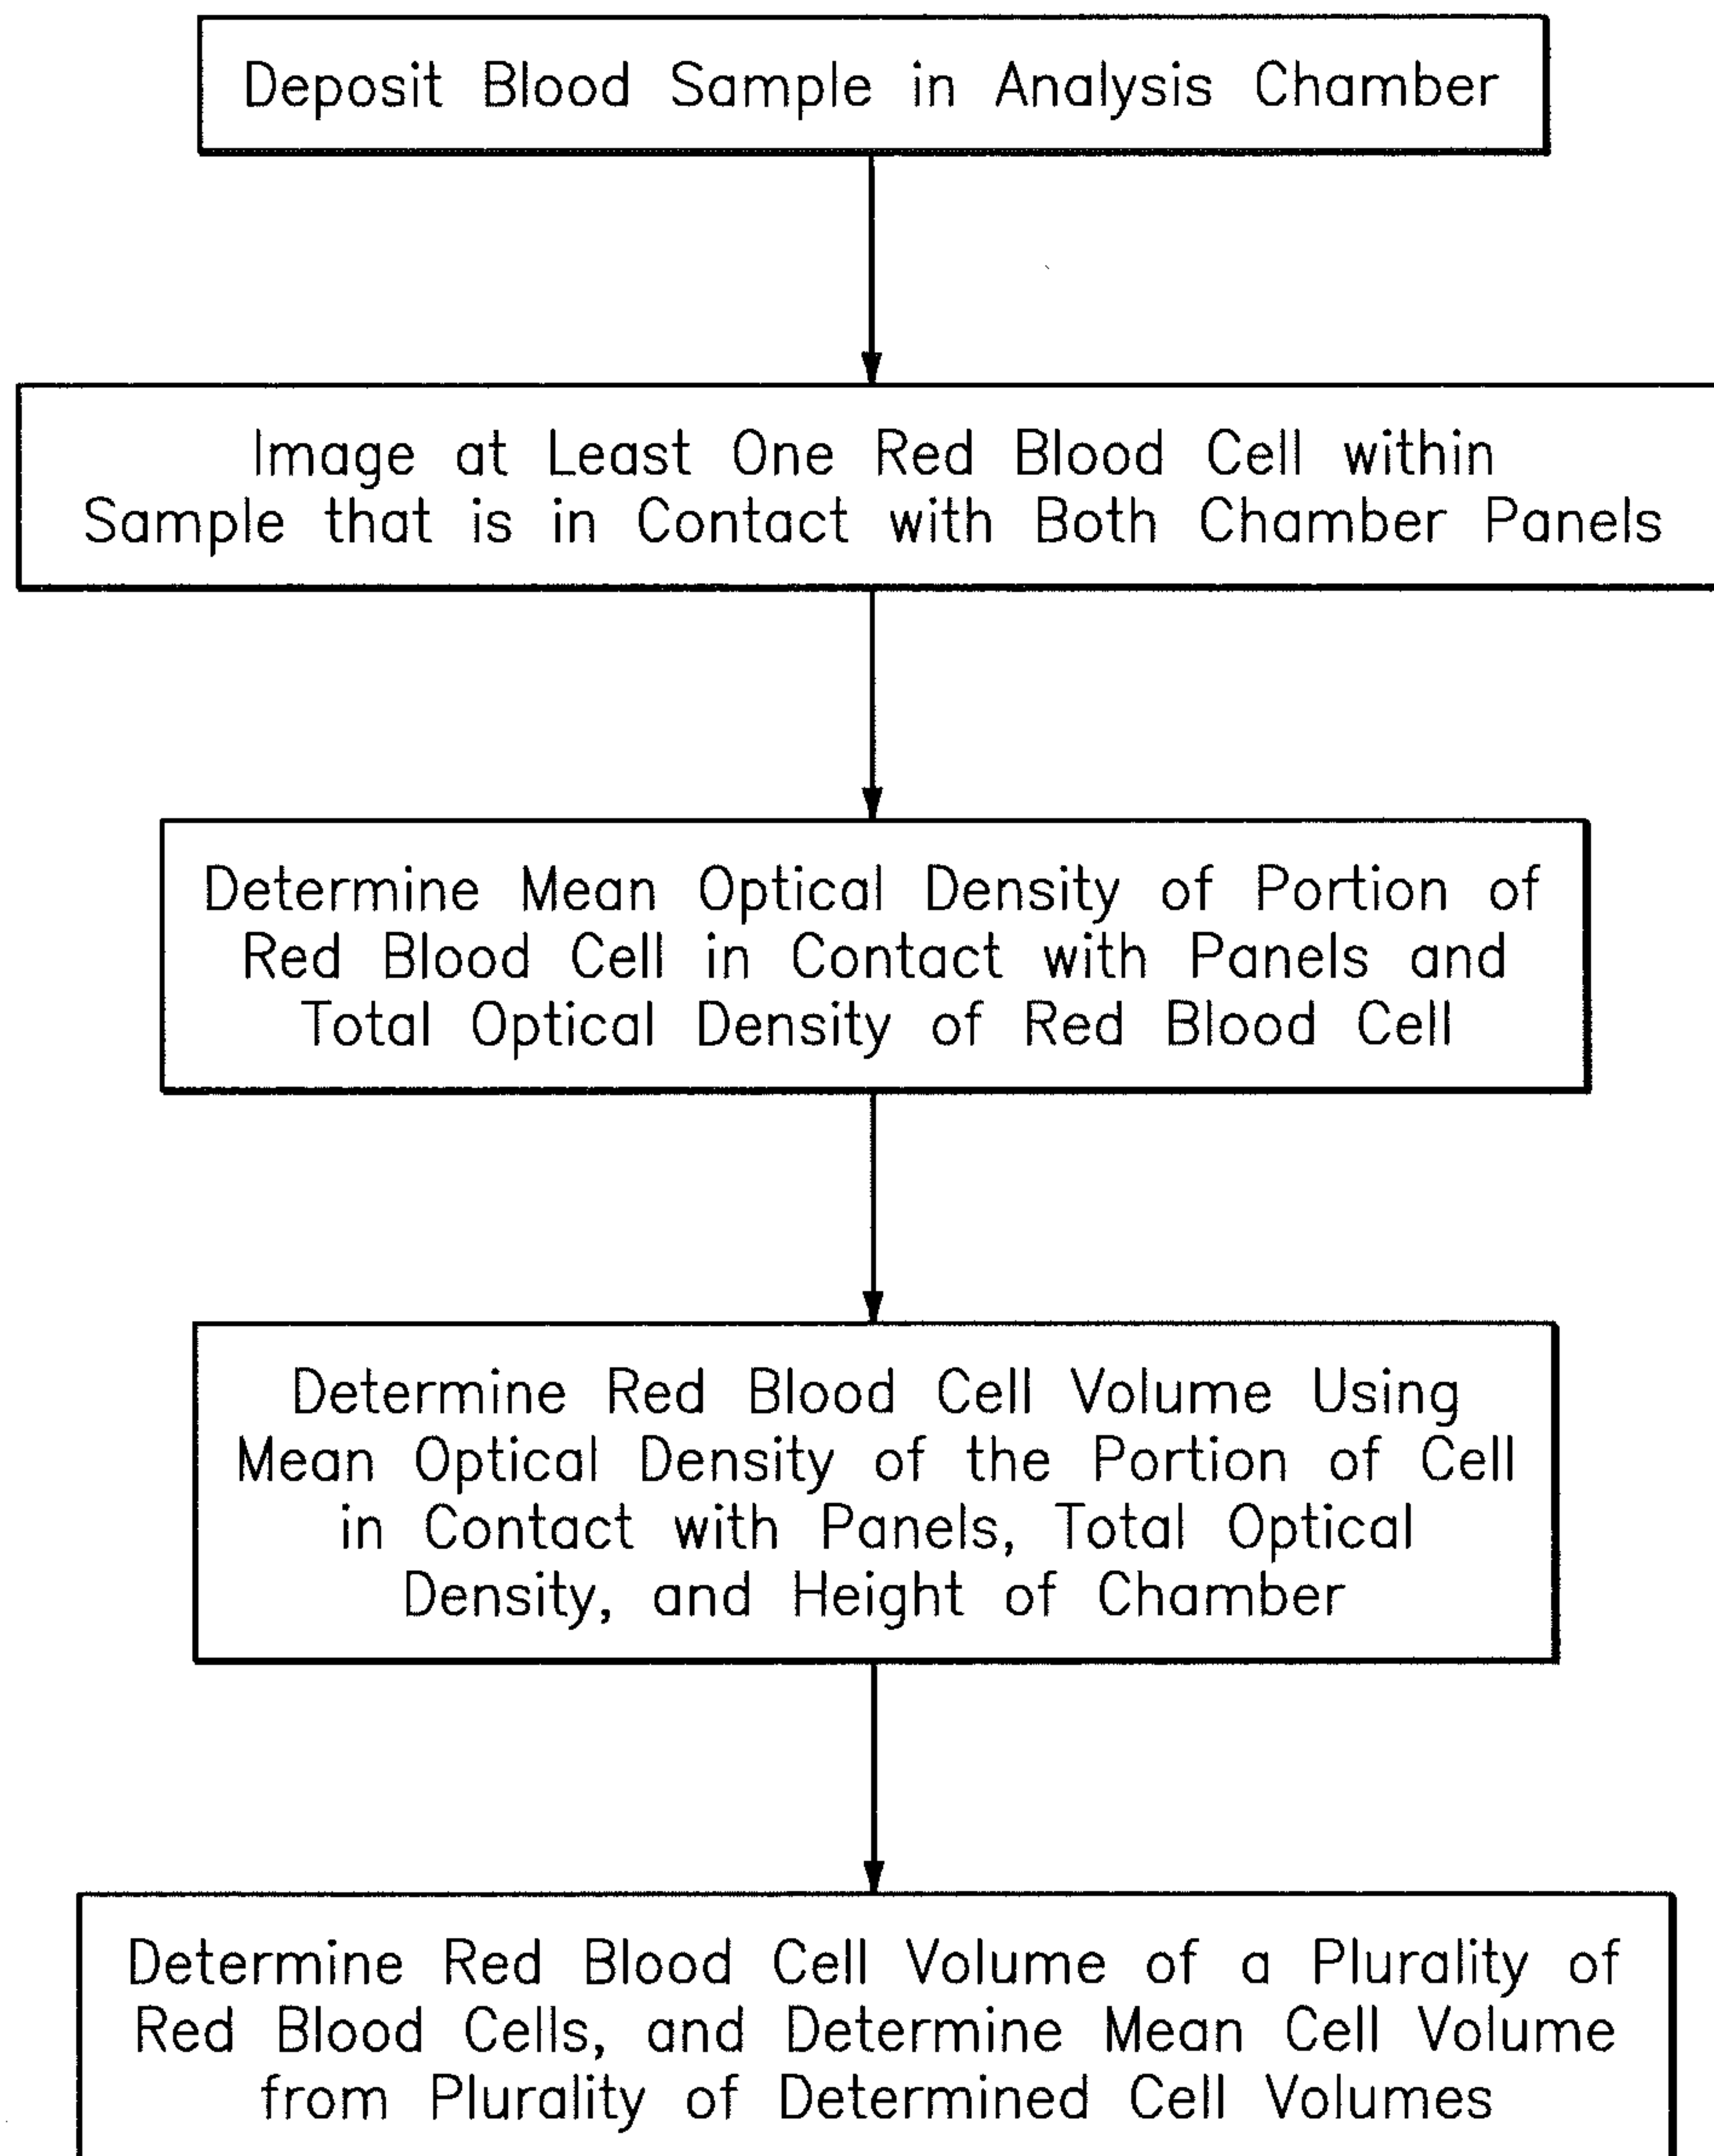 Deposit Blood Sample in Analysis Chamber
Image at Least One Red Blood Cell within
Sample that is in Contact with Both Chamber Panels
Determine Mean Optical Density of Portion of
Red Blood Cell in Contact with Panels and
Total Optical Density of Red Blood Cell
Determine Red Blood Cell Volume Using
Mean Optical Density of the Portion of Cell
in Contact with Panels, Total Optical
Density, and Height of Chamber
Determine Red Blood Cell Volume of a Plurality of
Red Blood Cells, and Determine Mean Cell Volume
from Plurality of Determined Cell Volumes